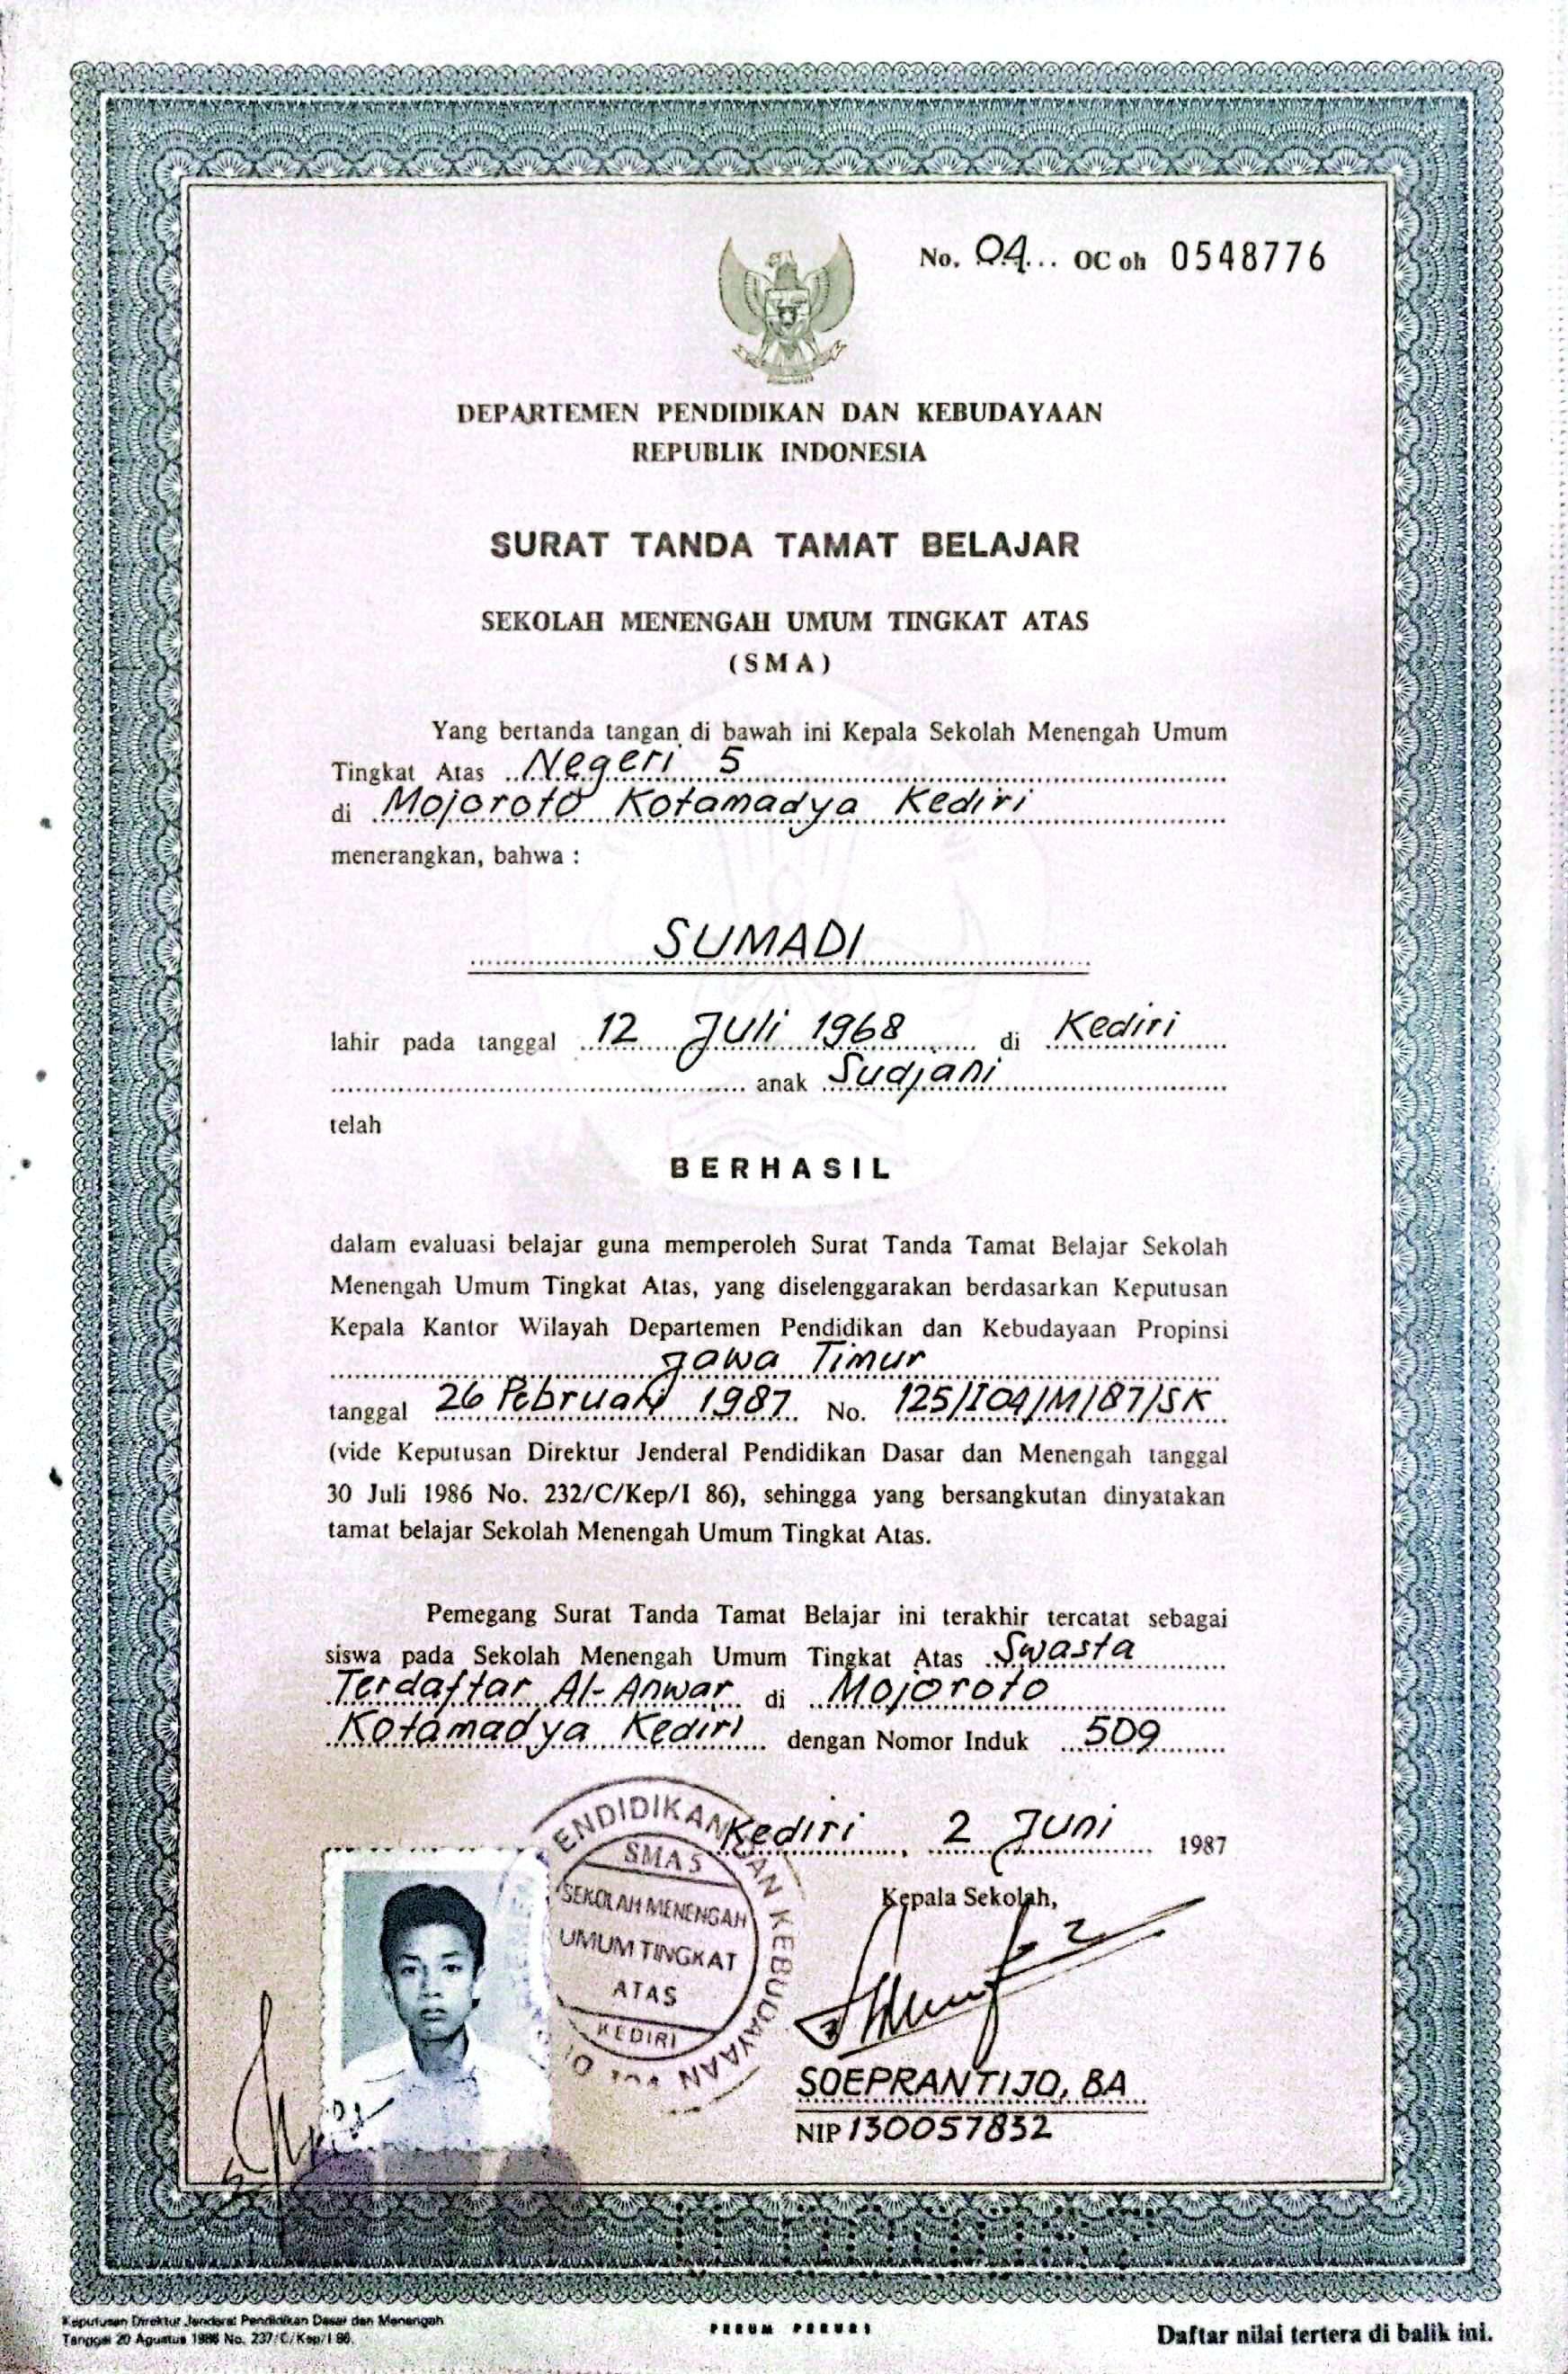 No. 04... OC oh 0548776
DEPARTEMEN PENDIDIKAN DAN KEBUDAYAAN
REPUBLIK INDONESIA
SURAT TANDA TAMAT BELAJAR
SEKOLAH MENENGAH UMUM TINGKAT ATAS
(SMA)
Yang bertanda tangan di bawah ini Kepala Sekolah Menengah Umum
Tingkat Atas Negeri 5
di Mojoroto Kotamadya Kediri
menerangkan, bahwa :
SUMADI
lahir pada tanggal 12 Juli 1968 di Kediri
anak Sudjani
telah
BERHASIL
dalam evaluasi belajar guna memperoleh Surat Tanda Tamat Belajar Sekolah
Menengah Umum Tingkat Atas, yang diselenggarakan berdasarkan Keputusan
Kepala Kantor Wilayah Departemen Pendidikan dan Kebudayaan Propinsi
Jawa Timur
tanggal 26 Pebruari 1987 No. 125/I04/M/87/SK
(vide Keputusan Direktur Jenderal Pendidikan Dasar dan Menengah tanggal
30 Juli 1986 No. 232/C/Kep/I 86), sehingga yang bersangkutan dinyatakan
tamat belajar Sekolah Menengah Umum Tingkat Atas.
Pemegang Surat Tanda Tamat Belajar ini terakhir tercatat sebagai
siswa pada Sekolah Menengah Umum Tingkat Atas Swasta
Terdaftar Al-Anwar di Mojoroto
Kotamadya Kediri dengan Nomor Induk 509
Kediri, 2 Juni 1987
Kepala Sekolah,
SOEPRANTIJO, BA
NIP 130057832
PENDIDIKAN DAN KEBUDAYAAN
SMA 5
SEKOLAH MENENGAH
UMUM TINGKAT
ATAS
KEDIRI
Keputusan Direktur Jenderal Pendidikan Dasar dan Menengah
Tanggal 20 Agustus 1986 No. 237/C/Kep/I 86.
PERUM PERURI
Daftar nilai tertera di balik ini.